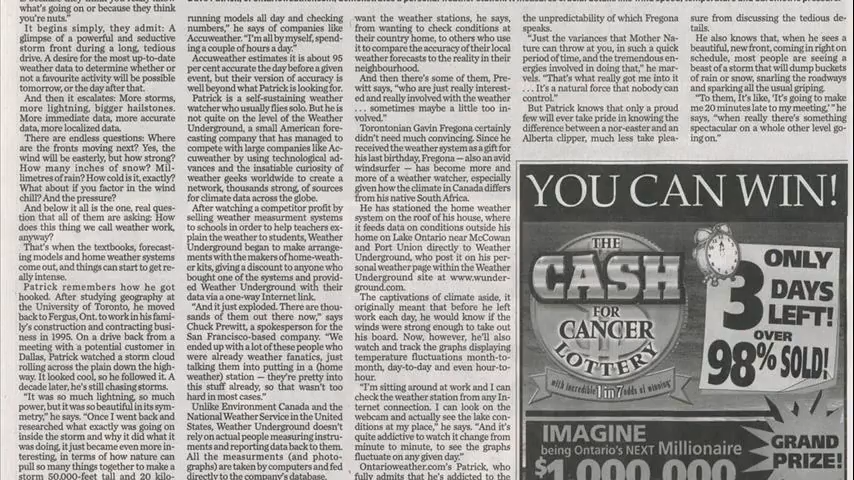 what's going on or because they
you're nuts."
It begins simply, they admit: A
glimpse of a powerful and seductive
storm front during a long, tedious
drive. A desire for the most up-to-date
weather data to determine whether or
not a favourite activity will be possible
tomorrow, or the day after that.
And then it escalates: More storms,
more lightning, bigger hailstones.
More immediate data, more accurate
data, more localized data.
There are endless questions: Where
are the fronts moving next? Yes, the
wind will be easterly, but how strong?
How many inches of snow? Mil-
limetres of rain? How cold is it, exactly?
What about if you factor in the wind
chill? And the pressure?
And below it all is the one, real ques-
tion that all of them are asking: How
does this thing we call weather work,
anyway?
That's when the textbooks, forecast-
ing models and home weather systems
come out, and things can start to get re-
ally intense.
Patrick remembers how he got
hooked. After studying geography at
the University of Toronto, he moved
back to Fergus, Ont. to work in his fami-
ly's construction and contracting busi-
ness in 1995. On a drive back from a
meeting with a potential customer in
Dallas, Patrick watched a storm cloud
rolling across the plain down the high-
way. It looked cool, so he followed it. A
decade later, he's still chasing storms.
"It was so much lightning, so much
power, but it was so beautiful in its sym-
metry," he says. "Once I went back and
researched what exactly was going on
inside the storm and why it did what it
was doing, it just became even more in-
teresting, in terms of how nature can
pull so many things together to make a
storm 50,000-feet tall and 20 kilo-
running models all day and checking
numbers," he says of companies like
Accuweather. "I'm all by myself, spend-
ing a couple of hours a day."
Accuweather estimates it is about 95
per cent accurate the day before a given
event, but their version of accuracy is
well beyond what Patrick is looking for.
Patrick is a self-sustaining weather
watcher who usually flies solo. But he is
not quite on the level of the Weather
Underground, a small American fore-
casting company that has managed to
compete with large companies like Ac-
cuweather by using technological ad-
vances and the insatiable curiosity of
weather geeks worldwide to create a
network, thousands strong, of sources
for climate data across the globe.
After watching a competitor profit by
selling weather measurment systems
to schools in order to help teachers ex-
plain the weather to students, Weather
Underground began to make arrange-
ments with the makers of home-weath-
er kits, giving a discount to anyone who
bought one of the systems and provid-
ed Weather Underground with their
data via a one-way Internet link.
"And it just exploded. There are thou-
sands of them out there now," says
Chuck Prewitt, a spokesperson for the
San Francisco-based company. "We
ended up with a lot of these people who
were already weather fanatics, just
talking them into putting in a (home
weather) station — they're pretty into
this stuff already, so that wasn't too
hard in most cases."
Unlike Environment Canada and the
National Weather Service in the United
States, Weather Underground doesn't
rely on actual people measuring instru-
ments and reporting data back to them.
All the measurments (and photo-
graphs) are taken by computers and fed
directly to the company's database.
want the weather stations, he says,
from wanting to check conditions at
their country home, to others who use
it to compare the accuracy of their local
weather forecasts to the reality in their
neighbourhood.
And then there's some of them, Pre-
witt says, "who are just really interest-
ed and really involved with the weather
. . . sometimes maybe a little too in-
volved."
Torontonian Gavin Fregona certainly
didn't need much convincing. Since he
received the weather system as a gift for
his last birthday, Fregona — also an avid
windsurfer — has become more and
more of a weather watcher, especially
given how the climate in Canada differs
from his native South Africa.
He has stationed the home weather
system on the roof of his house, where
it feeds data on conditions outside his
home on Lake Ontario near McCowan
and Port Union directly to Weather
Underground, who post it on his per-
sonal weather page within the Weather
Underground site at www.wunder-
ground.com.
The captivations of climate aside, it
originally meant that before he left
work each day, he would know if the
winds were strong enough to take out
his board. Now, however, he'll also
watch and track the graphs displaying
temperature fluctuations month-to-
month, day-to-day and even hour-to-
hour.
"I'm sitting around at work and I can
check the weather station from any In-
ternet connection. I can look on the
webcam and actually see the lake con-
ditions at my place," he says. "And it's
quite addictive to watch it change from
minute to minute, to see the graphs
fluctuate on any given day."
Ontarioweather.com's Patrick, who
fully admits that he's addicted to the
the unpredictability of which Fregona
speaks.
"Just the variances that Mother Na-
ture can throw at you, in such a quick
period of time, and the tremendous en-
ergies involved in doing that," he mar-
vels. "That's what really got me into it
. . . It's a natural force that nobody can
control."
But Patrick knows that only a proud
few will ever take pride in knowing the
difference between a nor-easter and an
Alberta clipper, much less take plea-
sure from discussing the tedious de-
tails.
He also knows that, when he sees a
beautiful, new front, coming in right on
schedule, most people are seeing a
beast of a storm that will dump buckets
of rain or snow, snarling the roadways
and sparking all the usual griping.
"To them, it's like, 'It's going to make
me 20 minutes late to my meeting,' " he
says, "when really there's something
spectacular on a whole other level go-
ing on."
YOU CAN WIN!
THE
CASH
FOR
CANCER
LOTTERY
with incredible 1 in 7 odds of winning*
ONLY
3 DAYS
LEFT!
OVER
98% SOLD!
IMAGINE
being Ontario's NEXT Millionaire
$1,000,000
GRAND
PRIZE!